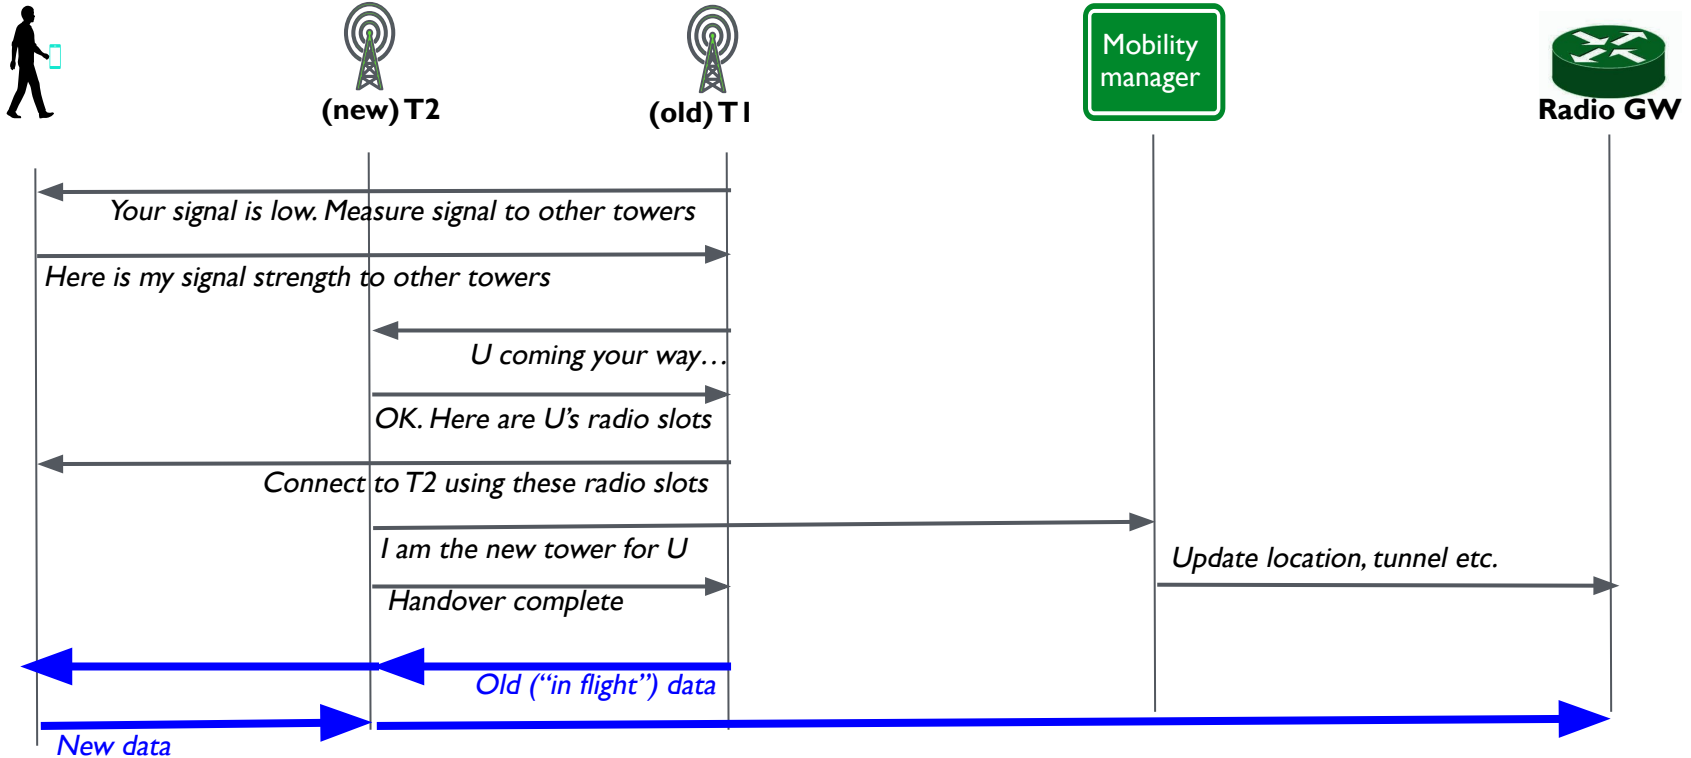 (new) T2
(old) T1
Mobility
manager
Radio GW
Your signal is low. Measure signal to other towers
Here is my signal strength to other towers
U coming your way…
OK. Here are U’s radio slots
Connect to T2 using these radio slots
I am the new tower for U
Update location, tunnel etc.
Handover complete
Old (“in flight”) data
New data